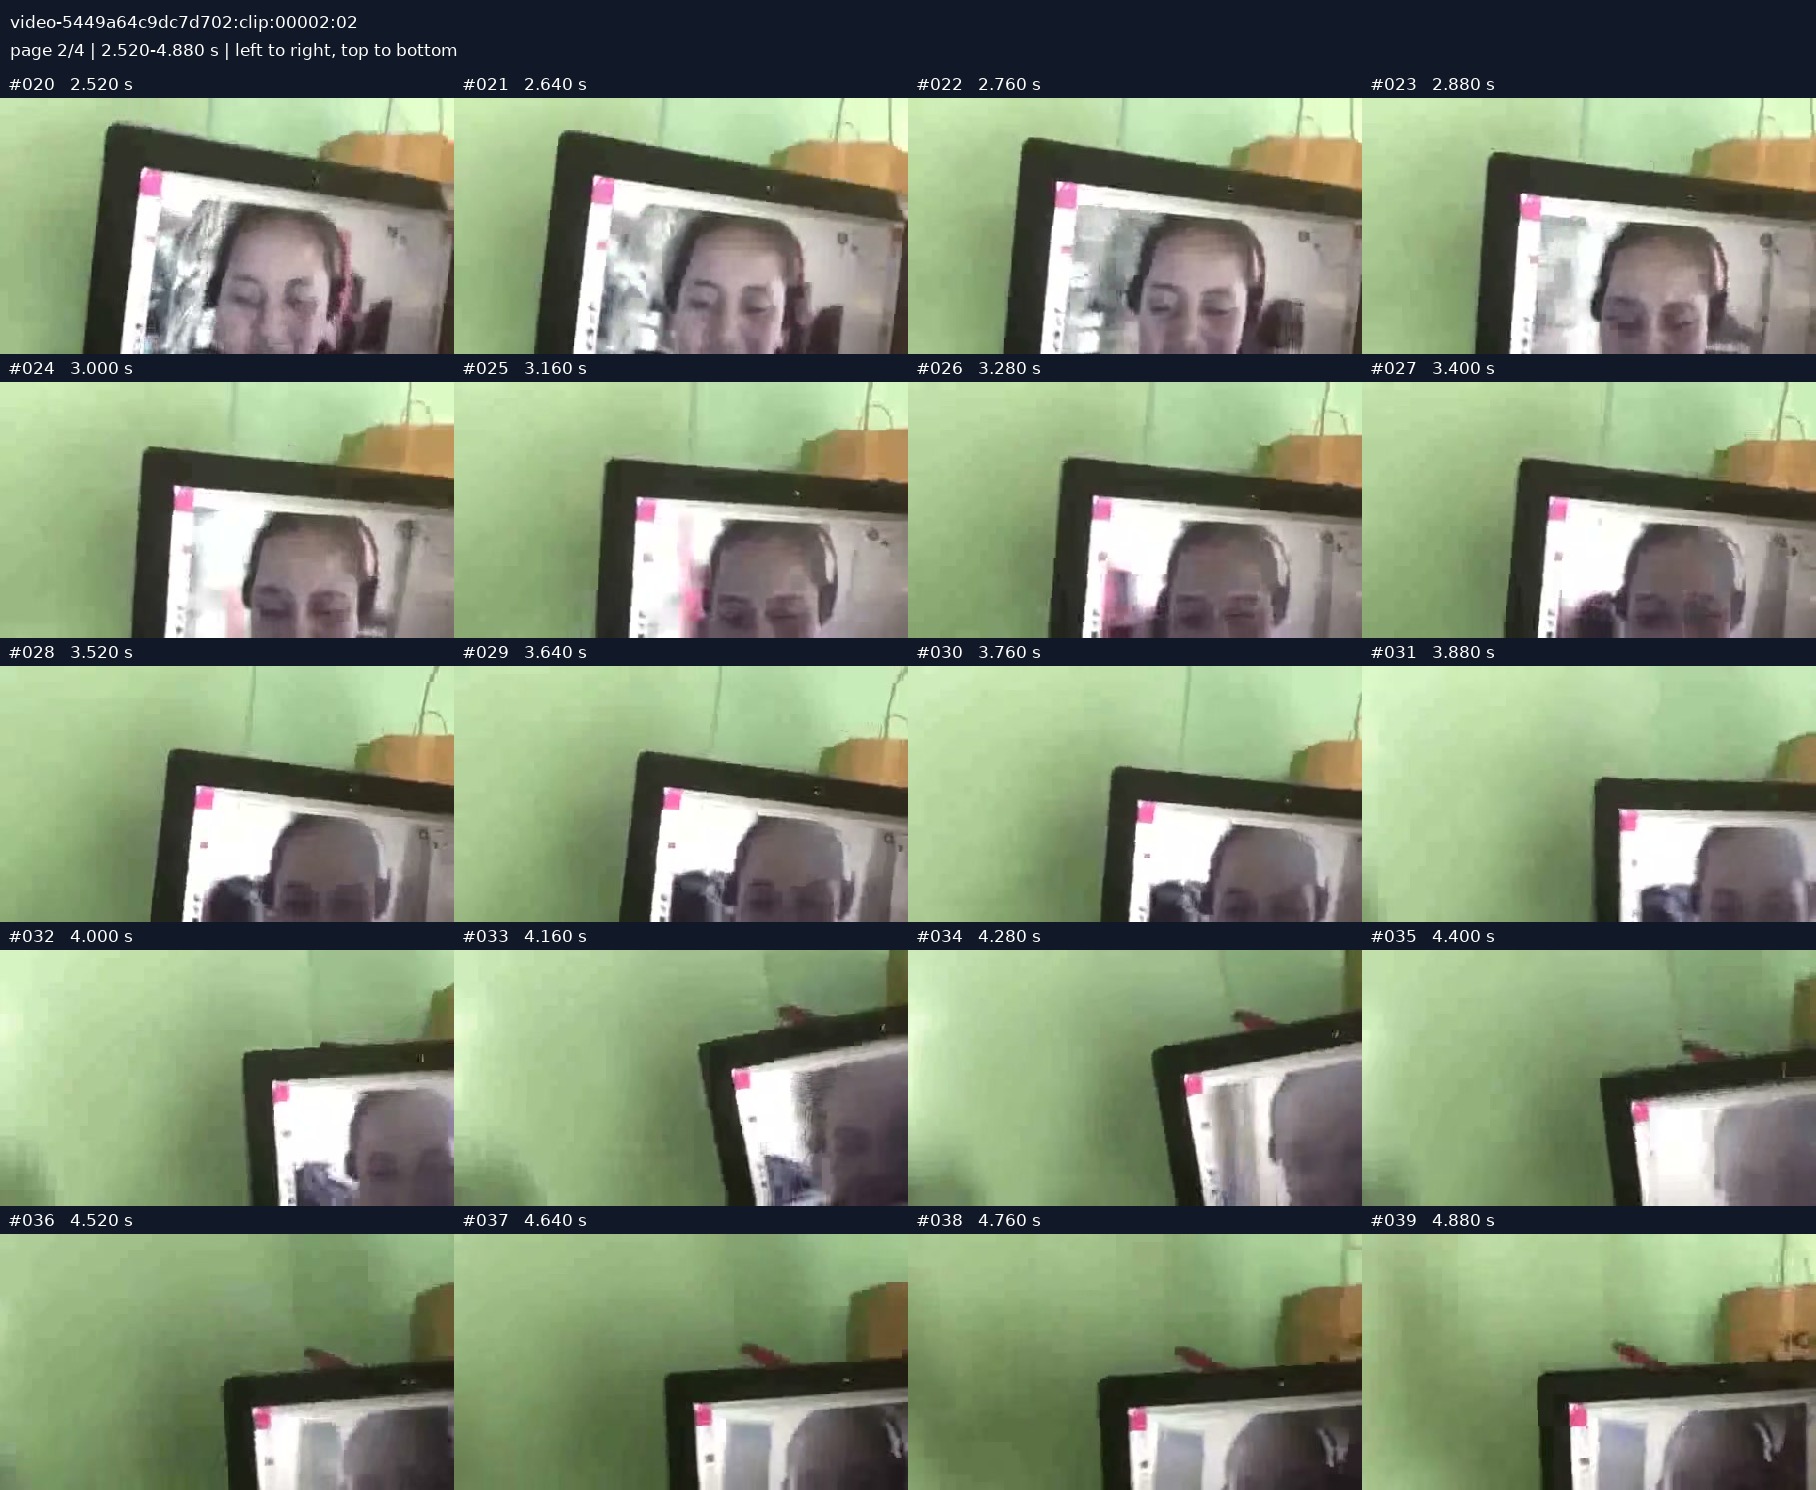 video-5449a64c9dc7d702:clip:00002:02
page 2/4 | 2.520-4.880 s | left to right, top to bottom
#020 2.520 s
#021 2.640 s
#022 2.760 s
#023 2.880 s
#024 3.000 s
#025 3.160 s
#026 3.280 s
#027 3.400 s
#028 3.520 s
#029 3.640 s
#030 3.760 s
#031 3.880 s
#032 4.000 s
#033 4.160 s
#034 4.280 s
#035 4.400 s
#036 4.520 s
#037 4.640 s
#038 4.760 s
#039 4.880 s